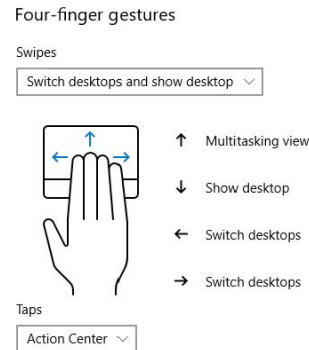 Four-finger gestures
Swipes
Switch desktops and show desktop
Multitasking view
Show desktop
Switch desktops
Switch desktops
Taps
Action Center